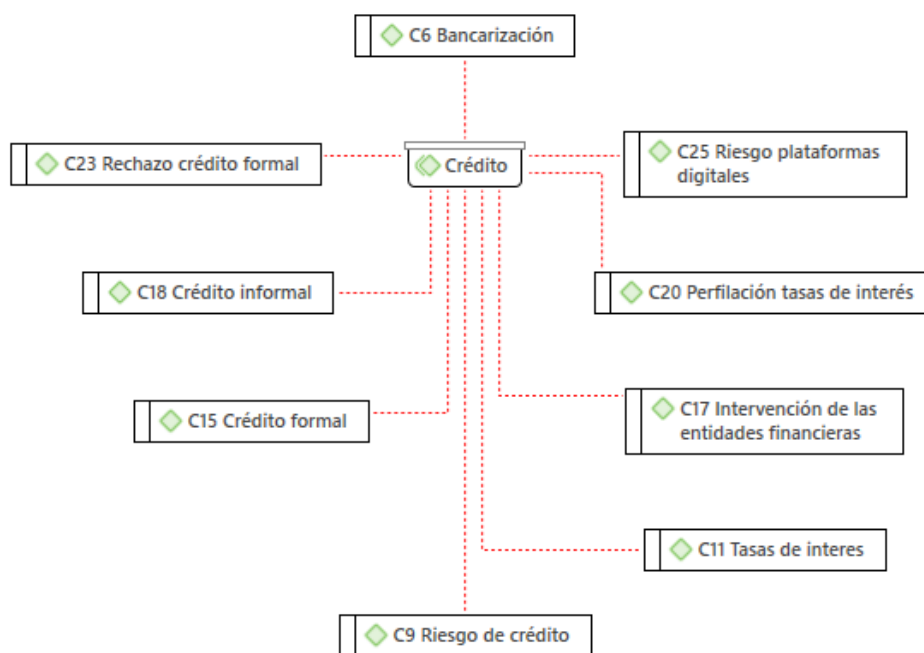 C6 Bancarización
C23 Rechazo crédito formal
Crédito
C25 Riesgo plataformas
digitales
C18 Crédito informal
C20 Perfilación tasas de interés
C15 Crédito formal
C17 Intervención de las
entidades financieras
C11 Tasas de interes
C9 Riesgo de crédito